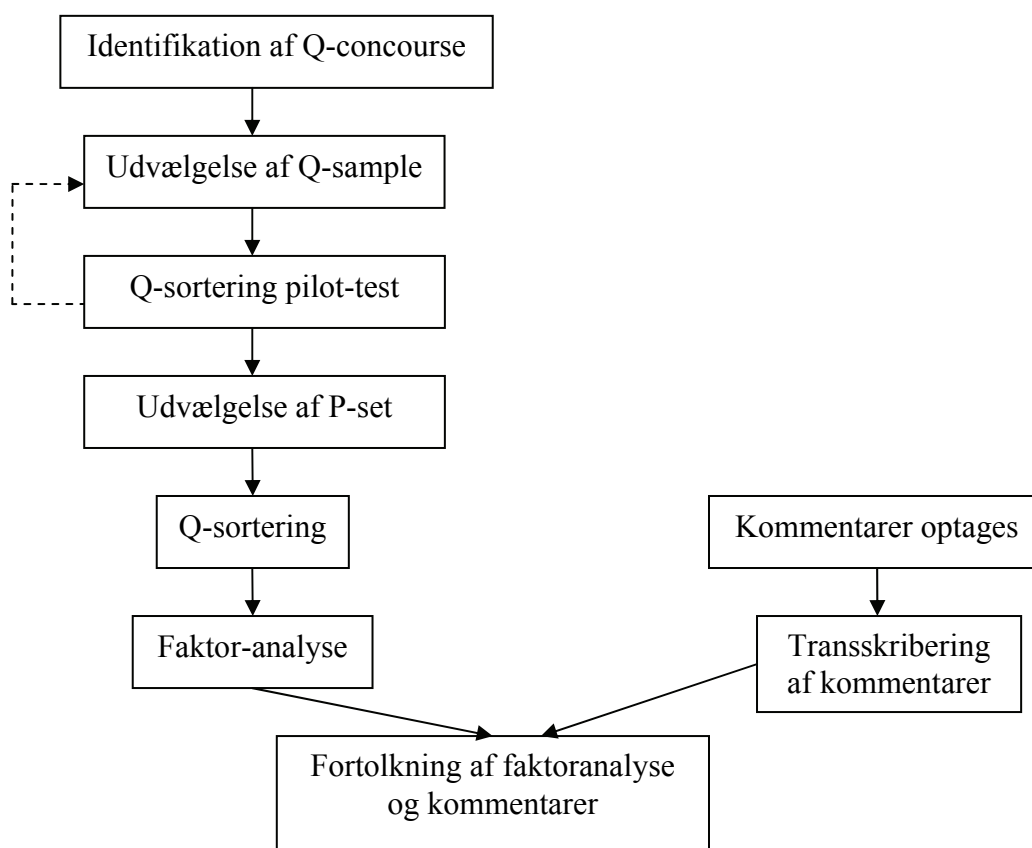 Identifikation af Q-concourse
Udvælgelse af Q-sample
Q-sortering pilot-test
Udvælgelse af P-set
Q-sortering
Kommentarer optages
Faktor-analyse
Transskribering
af kommentarer
Fortolkning af faktoranalyse
og kommentarer